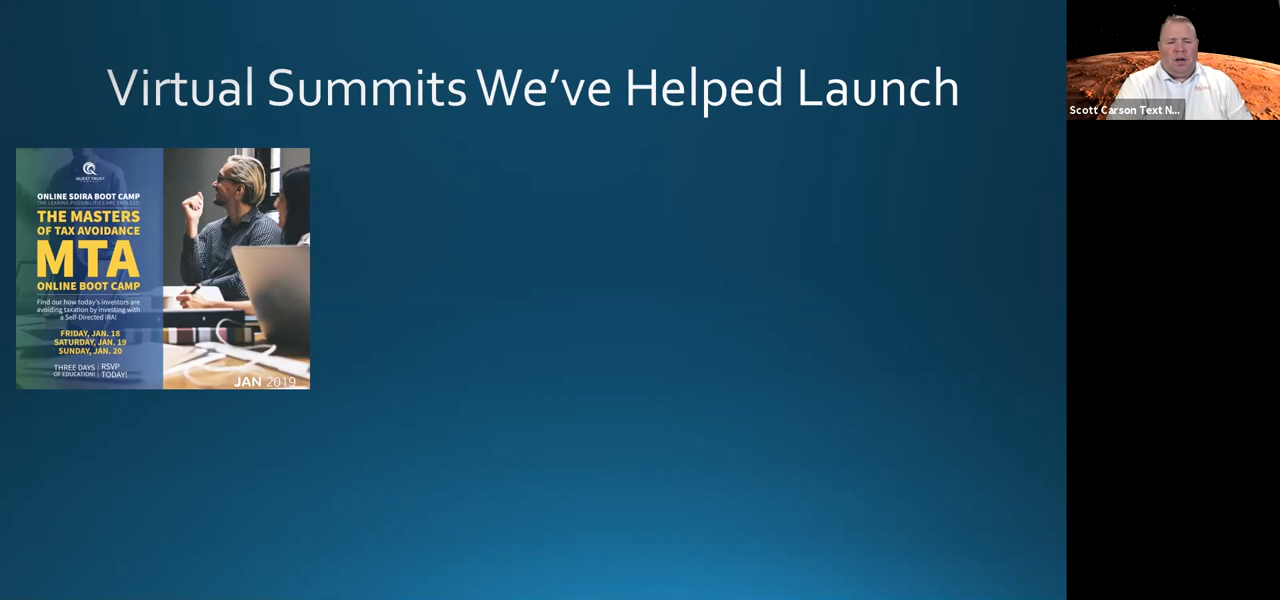 Virtual Summits We've Helped Launch
Scott Carson Text N...
QUEST TRUST
ONLINE SDIRA BOOT CAMP
THE LEARING POSSIBILITIES ARE ENDLESS!
THE MASTERS
OF TAX AVOIDANCE
MTA
ONLINE BOOT CAMP
Find our how today's investors are
avoiding taxation by investing with
a Self-Directed IRA!
FRIDAY, JAN. 18
SATURDAY, JAN. 19
SUNDAY, JAN. 20
THREE DAYS
OF EDUCATION!
RSVP
TODAY!
JAN 2019